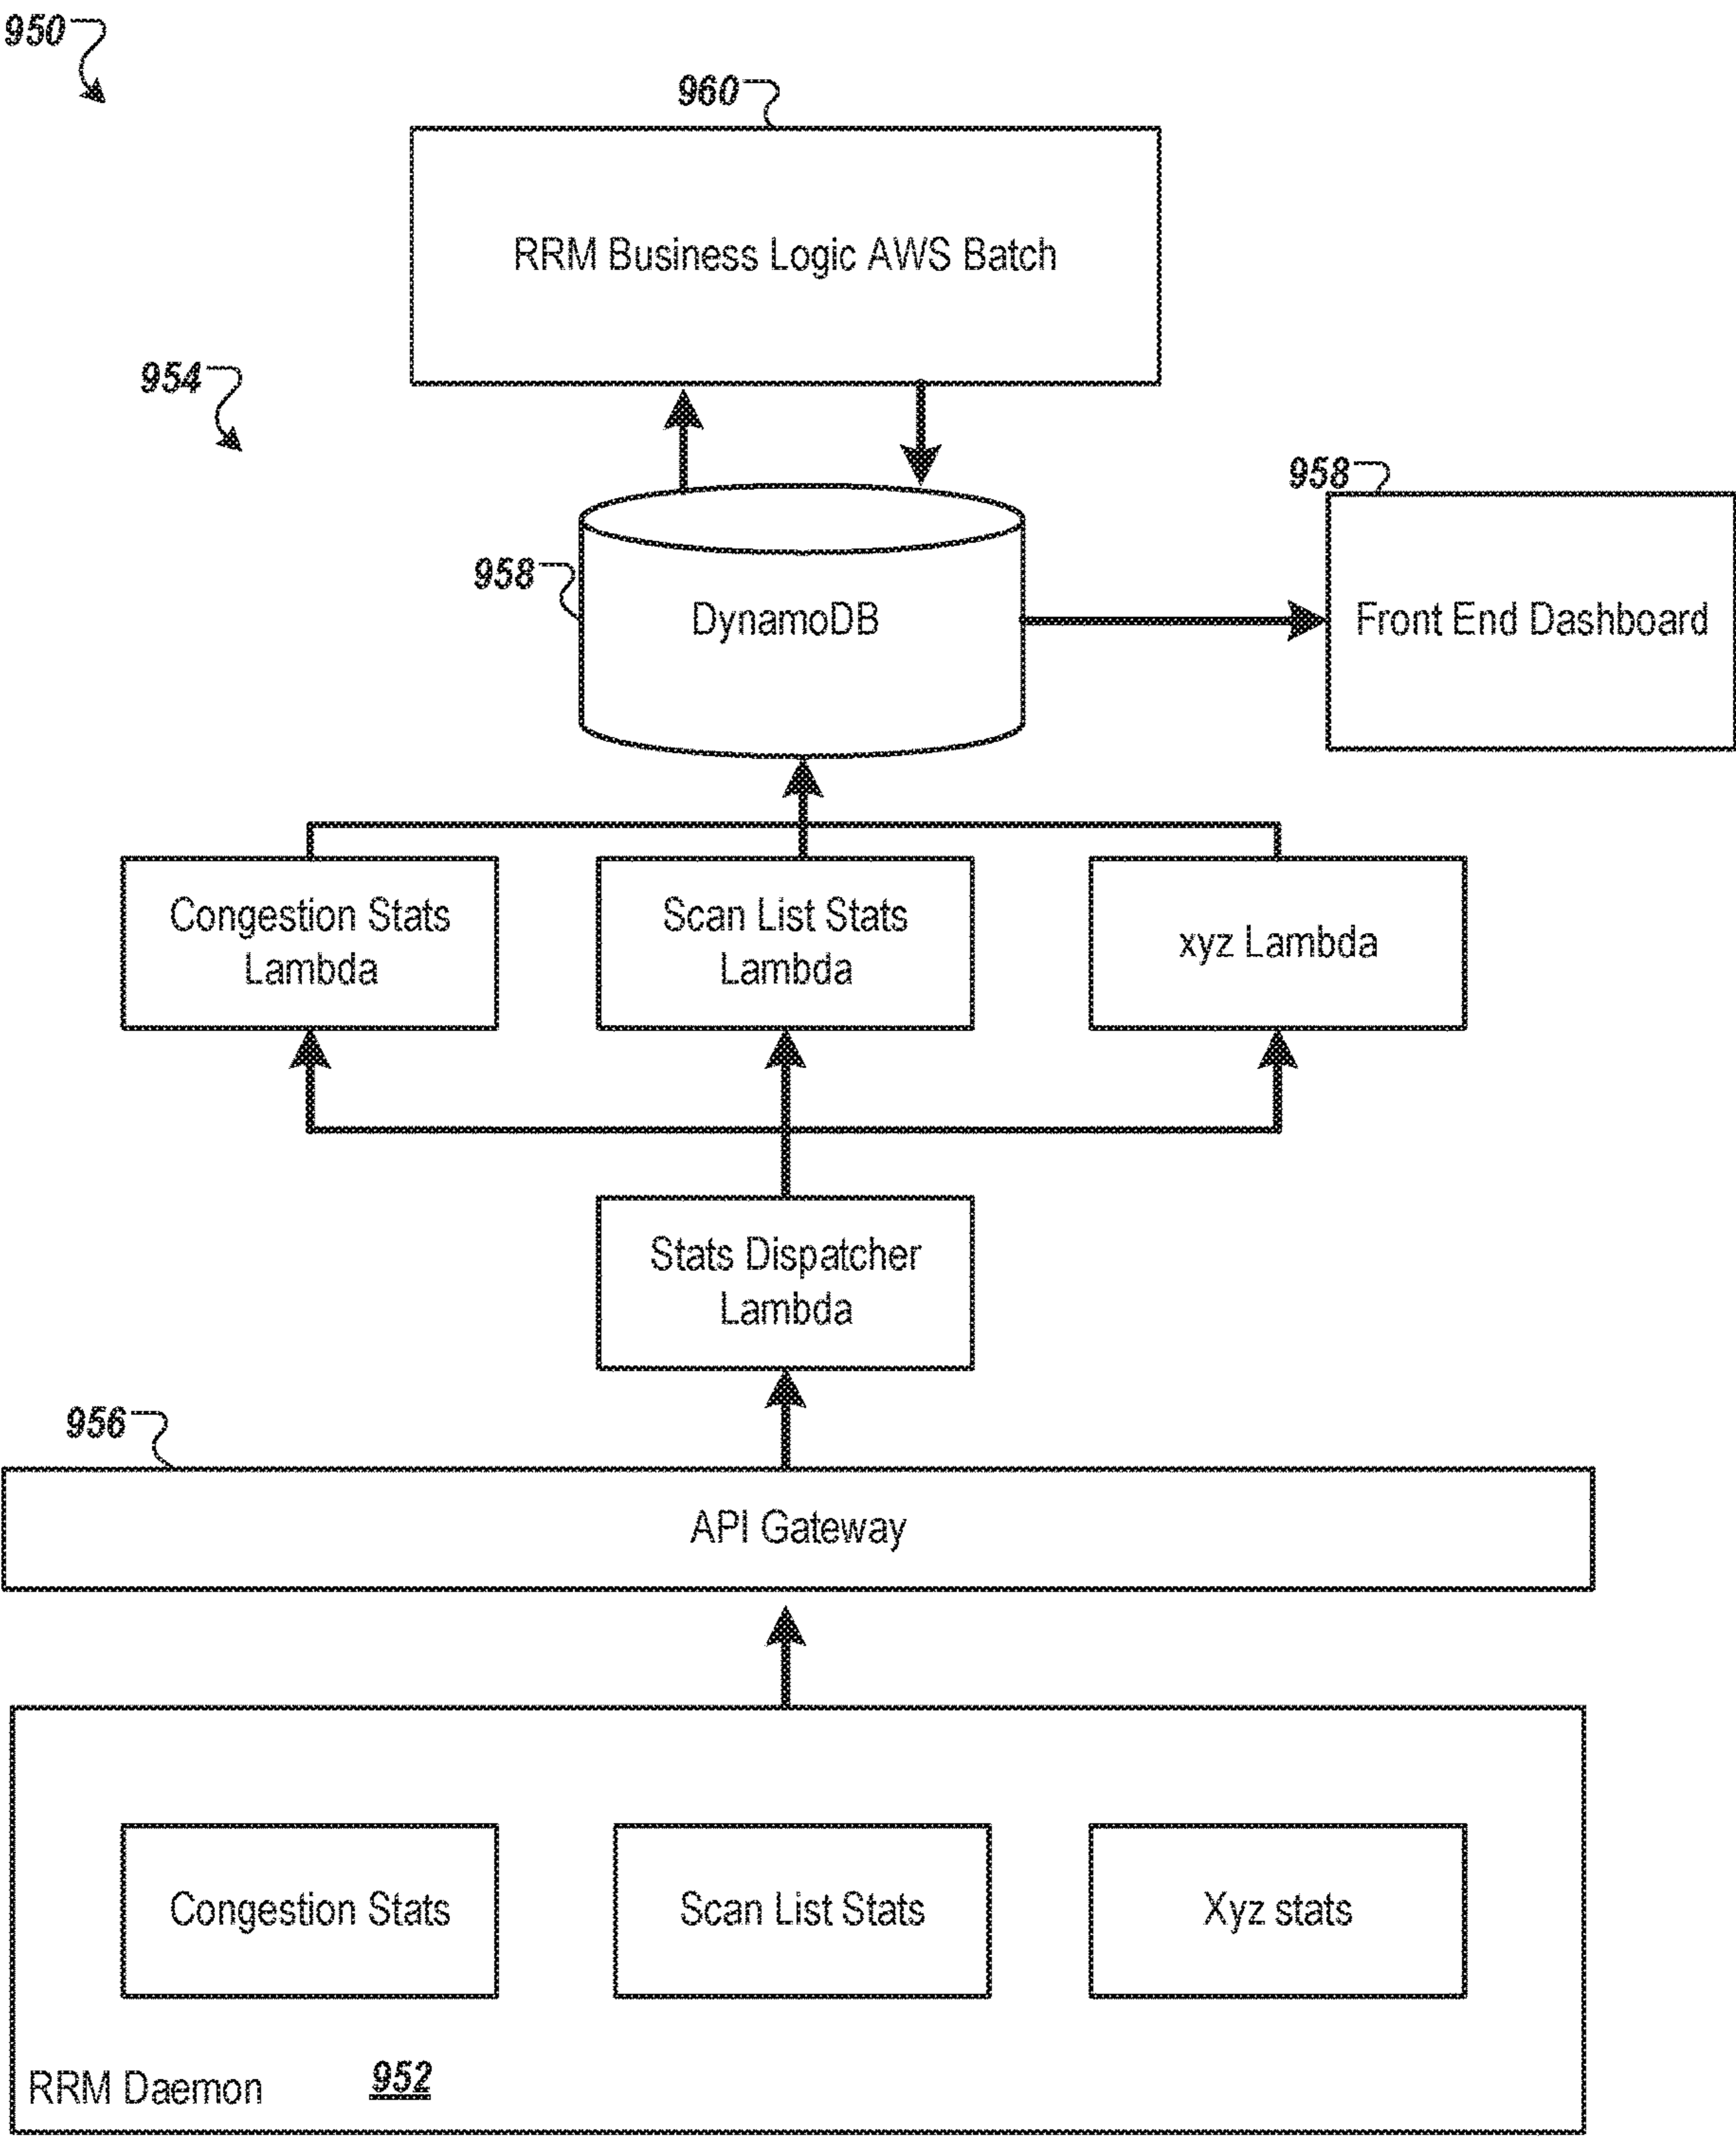 950
960
RRM Business Logic AWS Batch
954
958
958
DynamoDB
Front End Dashboard
Congestion Stats
Lambda
Scan List Stats
Lambda
xyz Lambda
Stats Dispatcher
Lambda
956
API Gateway
Congestion Stats
Scan List Stats
Xyz stats
RRM Daemon
952